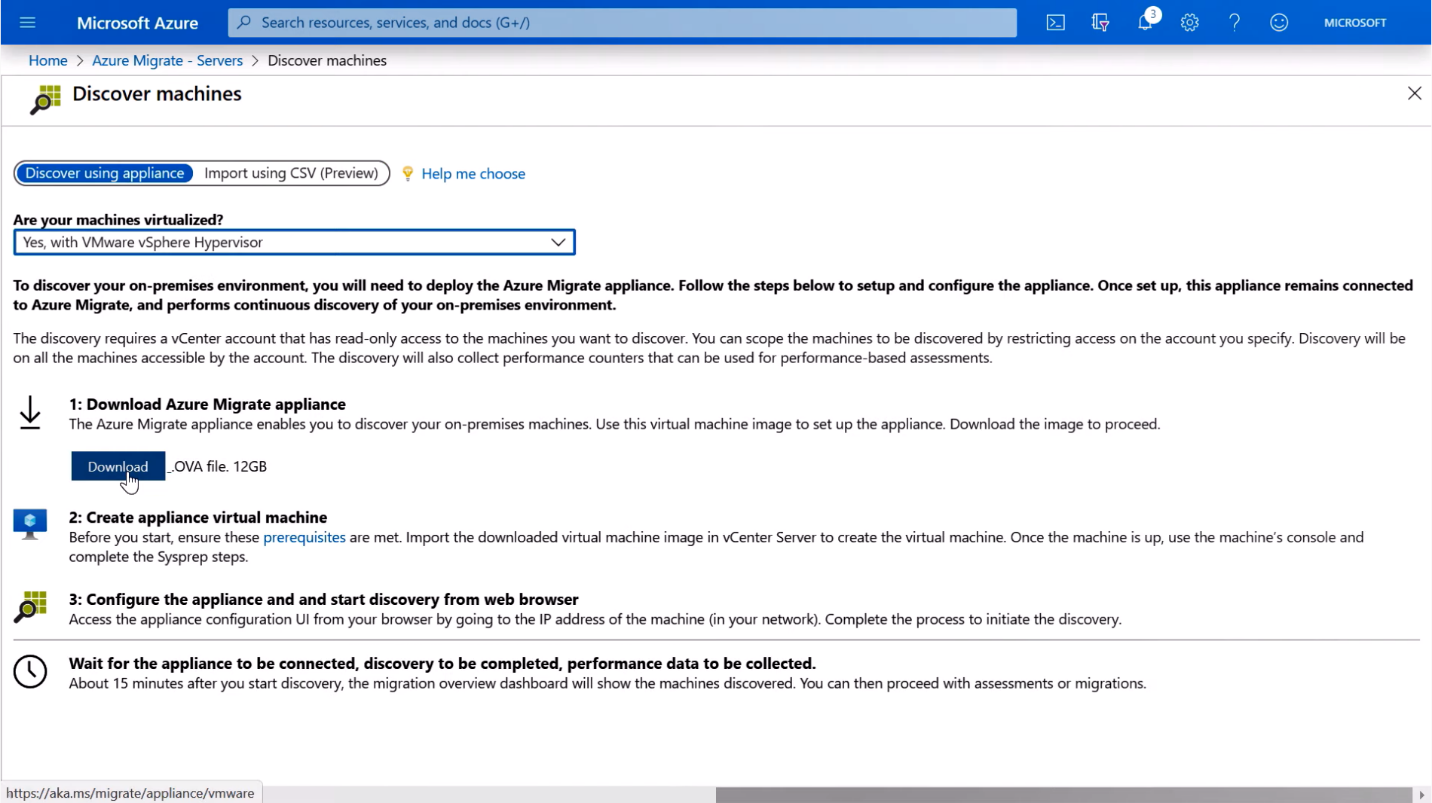 Microsoft Azure
Search resources, services, and docs (G+/)
3
MICROSOFT
Home > Azure Migrate - Servers > Discover machines
Discover machines
Discover using appliance Import using CSV (Preview) Help me choose
Are your machines virtualized?
Yes, with VMware vSphere Hypervisor
To discover your on-premises environment, you will need to deploy the Azure Migrate appliance. Follow the steps below to setup and configure the appliance. Once set up, this appliance remains connected
to Azure Migrate, and performs continuous discovery of your on-premises environment.
The discovery requires a vCenter account that has read-only access to the machines you want to discover. You can scope the machines to be discovered by restricting access on the account you specify. Discovery will be
on all the machines accessible by the account. The discovery will also collect performance counters that can be used for performance-based assessments.
1: Download Azure Migrate appliance
The Azure Migrate appliance enables you to discover your on-premises machines. Use this virtual machine image to set up the appliance. Download the image to proceed.
Download _.OVA file. 12GB
2: Create appliance virtual machine
Before you start, ensure these prerequisites are met. Import the downloaded virtual machine image in vCenter Server to create the virtual machine. Once the machine is up, use the machine's console and
complete the Sysprep steps.
3: Configure the appliance and and start discovery from web browser
Access the appliance configuration UI from your browser by going to the IP address of the machine (in your network). Complete the process to initiate the discovery.
Wait for the appliance to be connected, discovery to be completed, performance data to be collected.
About 15 minutes after you start discovery, the migration overview dashboard will show the machines discovered. You can then proceed with assessments or migrations.
https://aka.ms/migrate/appliance/vmware